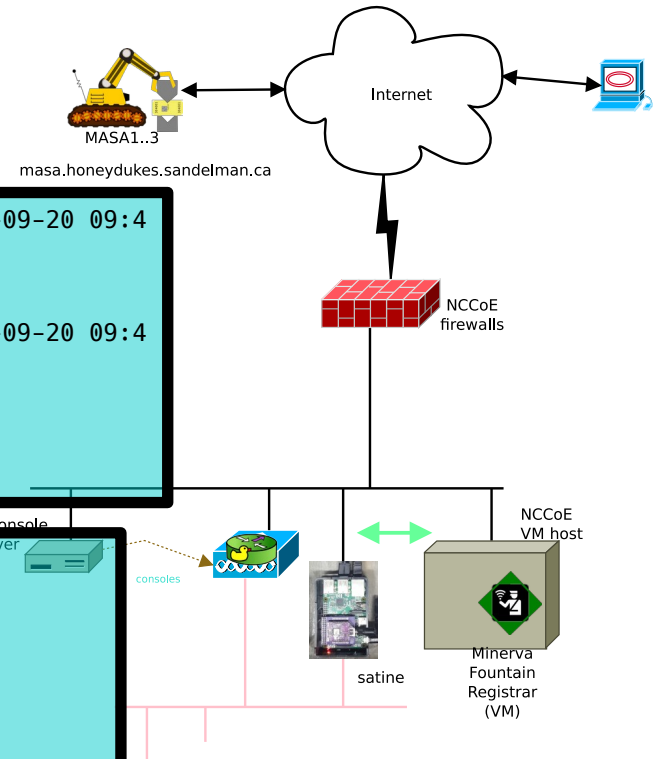 Internet
MASA1..3
masa.honeydukes.sandelman.ca
09-20 09:4
NCCoE
firewalls
09-20 09:4
NCCoE
VM host
consoles
satine
Minerva
Fountain
Registrar
(VM)